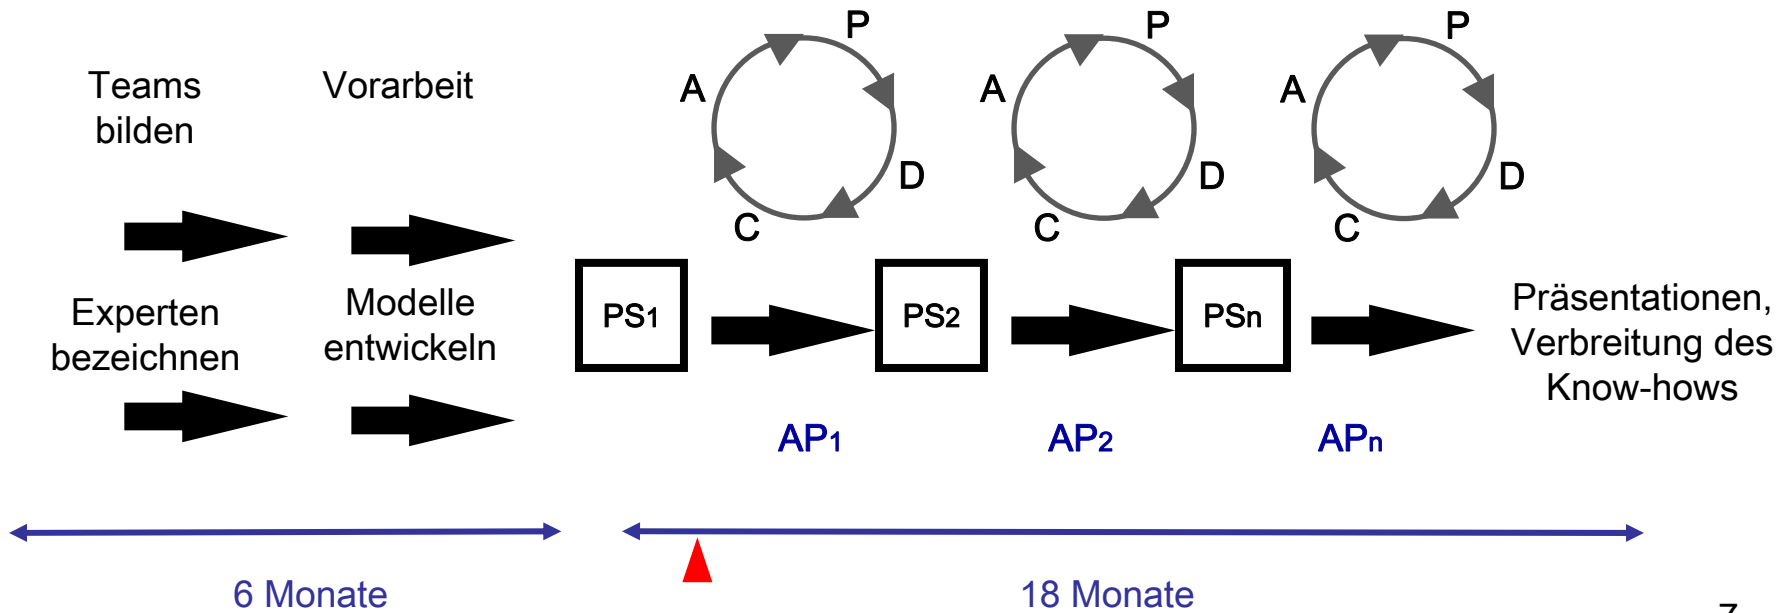 Teams
bilden
Vorarbeit
P
A
D
C
P
A
D
C
P
A
D
C
Experten
bezeichnen
Modelle
entwickeln
PS1
PS2
PSn
Präsentationen,
Verbreitung des
Know-hows
AP1
AP2
APn
6 Monate
18 Monate